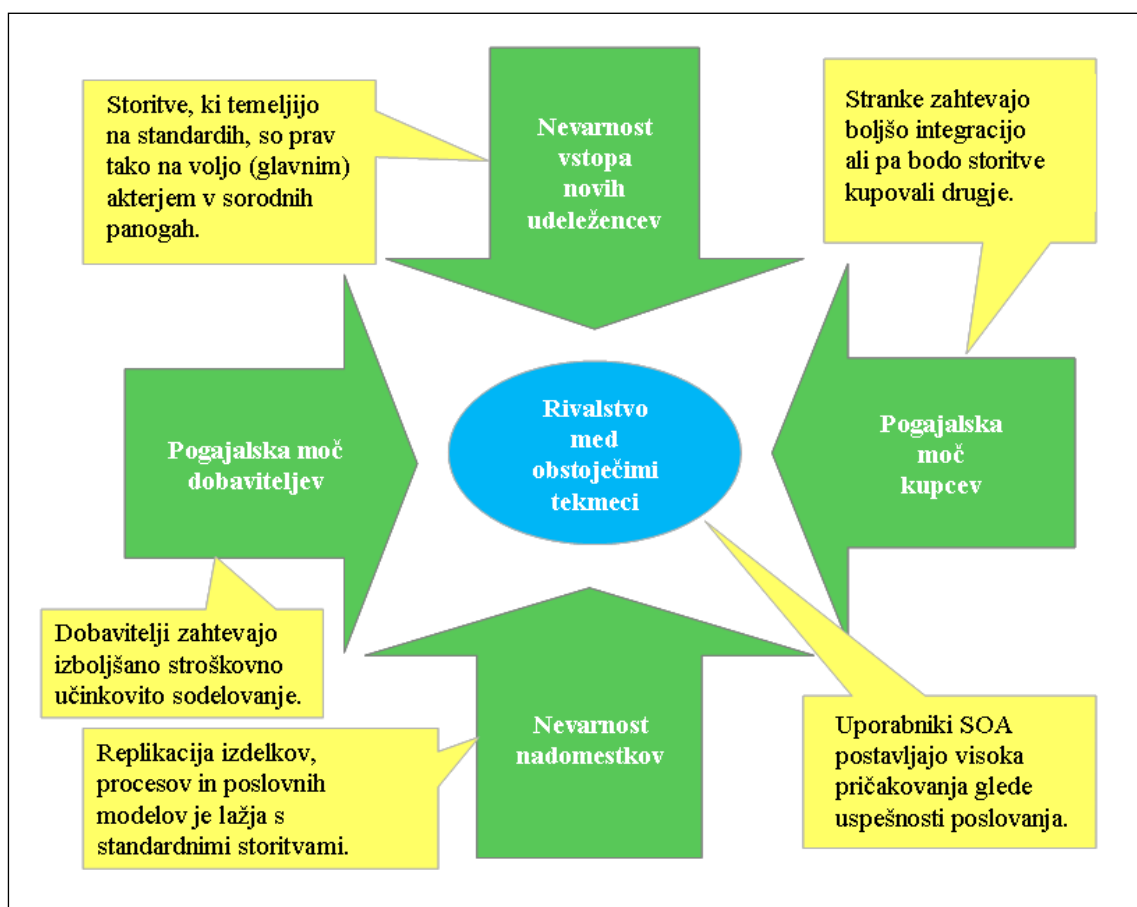 Storitve, ki temeljijo
na standardih, so prav
tako na voljo (glavnim)
akterjem v sorodnih
panogah.
Nevarnost
vstopa
novih
udeležencev
Stranke zahtevajo
boljšo integracijo
ali pa bodo storitve
kupovali drugje.
Pogajalska moč
dobaviteljev
Rivalstvo
med
obstoječimi
tekmeci
Pogajalska
moč
kupcev
Dobavitelji zahtevajo
izboljšano stroškovno
učinkovito sodelovanje.
Replikacija izdelkov,
procesov in poslovnih
modelov je lažja s
standardnimi storitvami.
Nevarnost
nadomestkov
Uporabniki SOA
postavljajo visoka
pričakovanja glede
uspešnosti poslovanja.